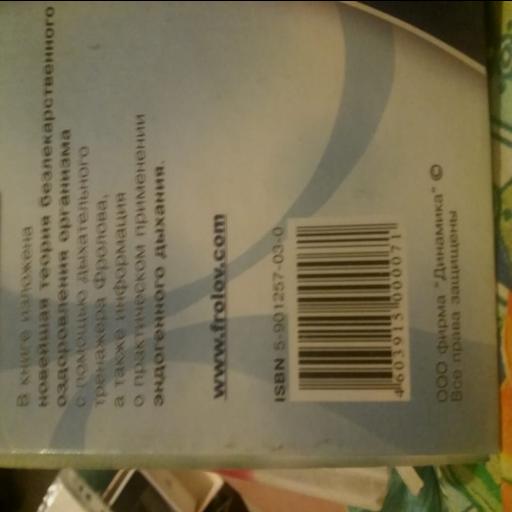 В книге изложена
новейшая теория безлекарственного
оздоровления организма
с помощью дыхательного
тренажера Фролова,
а также информация
о практическом применении
эндогенного дыхания.
www.frolov.com
ISBN 5-901257-03-0
4603913000071
ООО фирма "Динамика" ©
Все права защищены